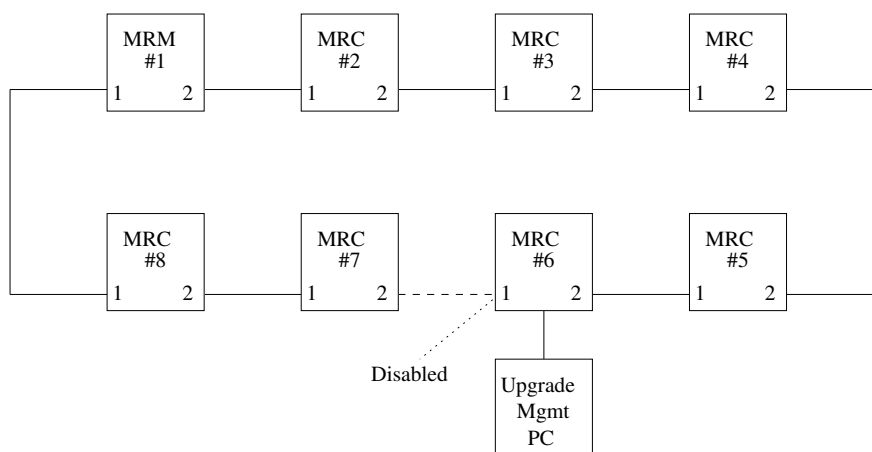 MRM
#1
1 2
MRC
#2
1 2
MRC
#3
1 2
MRC
#4
1 2
MRC
#8
1 2
MRC
#7
1 2
MRC
#6
1 2
MRC
#5
1 2
Disabled
Upgrade
Mgmt
PC